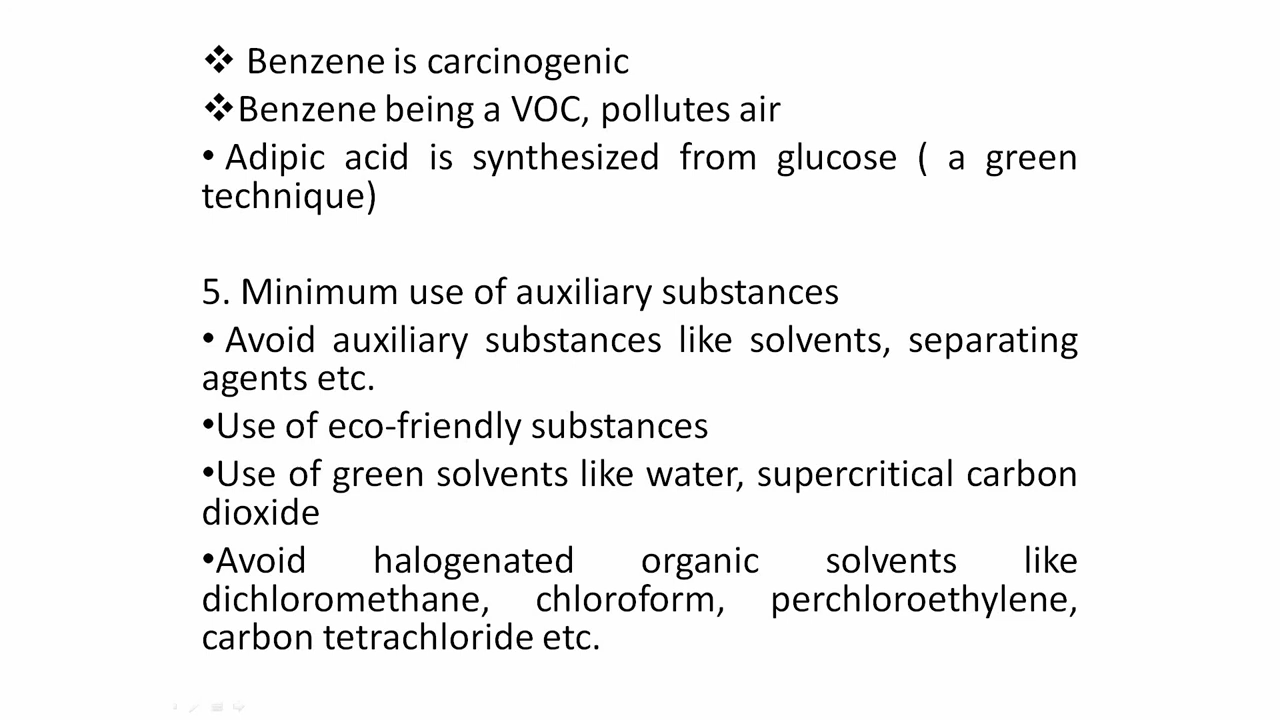 ❖ Benzene is carcinogenic
❖Benzene being a VOC, pollutes air
• Adipic acid is synthesized from glucose ( a green
technique)
5. Minimum use of auxiliary substances
• Avoid auxiliary substances like solvents, separating
agents etc.
•Use of eco-friendly substances
•Use of green solvents like water, supercritical carbon
dioxide
•Avoid halogenated organic solvents like
dichloromethane, chloroform, perchloroethylene,
carbon tetrachloride etc.